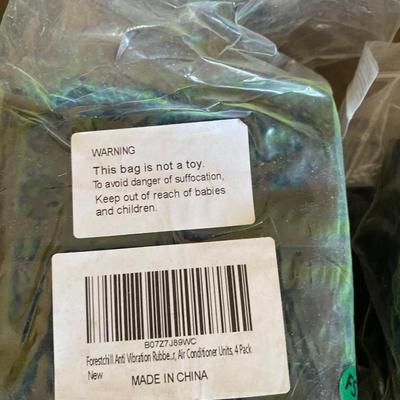 WARNING
This bag is not a toy.
To avoid danger of suffocation,
Keep out of reach of babies
and children.
B07Z7J89WC
Forestchill Anti Vibration Rubbe...r, Air Conditioner Units, 4 Pack
New
MADE IN CHINA